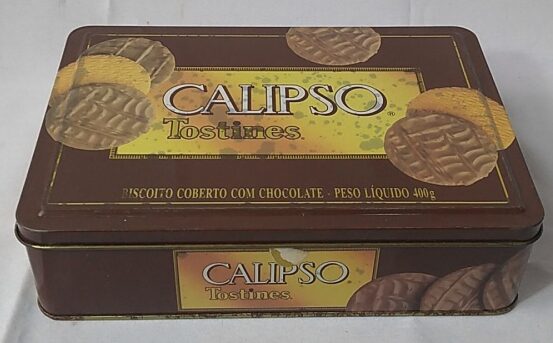 CALIPSO®
Tostines
BISCOITO COBERTO COM CHOCOLATE - PESO LÍQUIDO 400g
CALIPSO®
Tostines